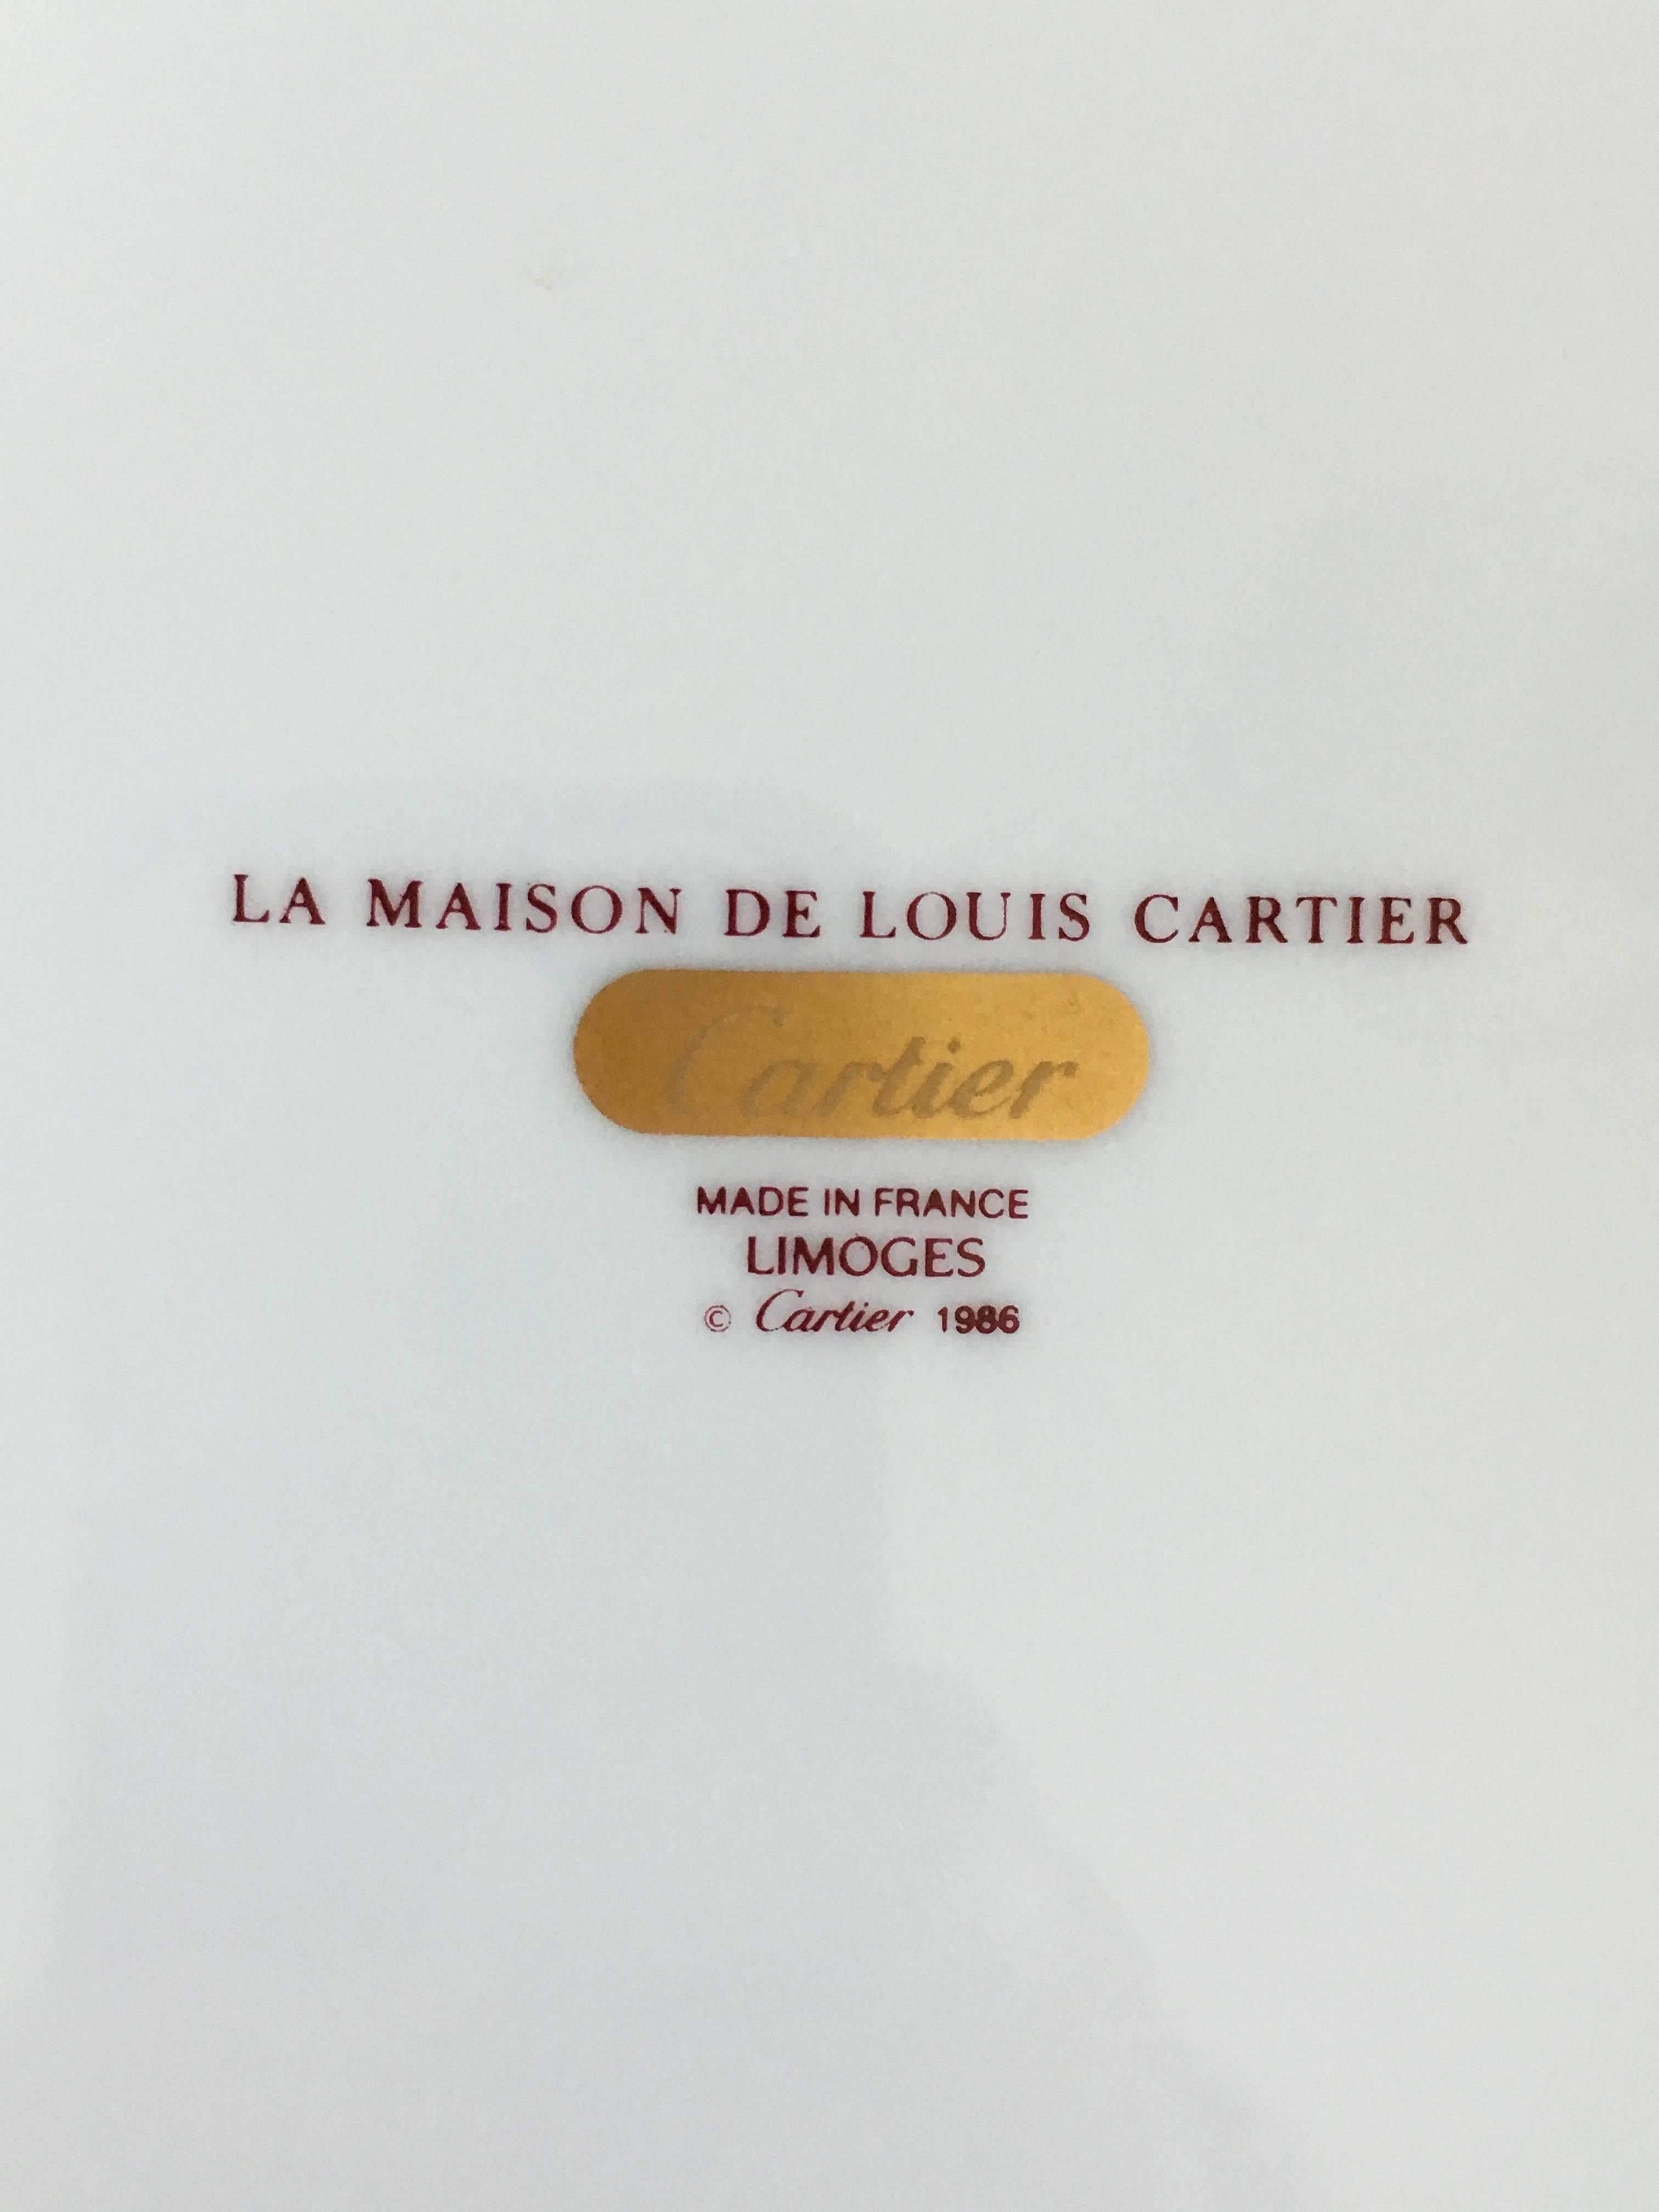 LA MAISON DE LOUIS CARTIER
Cartier
MADE IN FRANCE
LIMOGES
© Cartier 1986